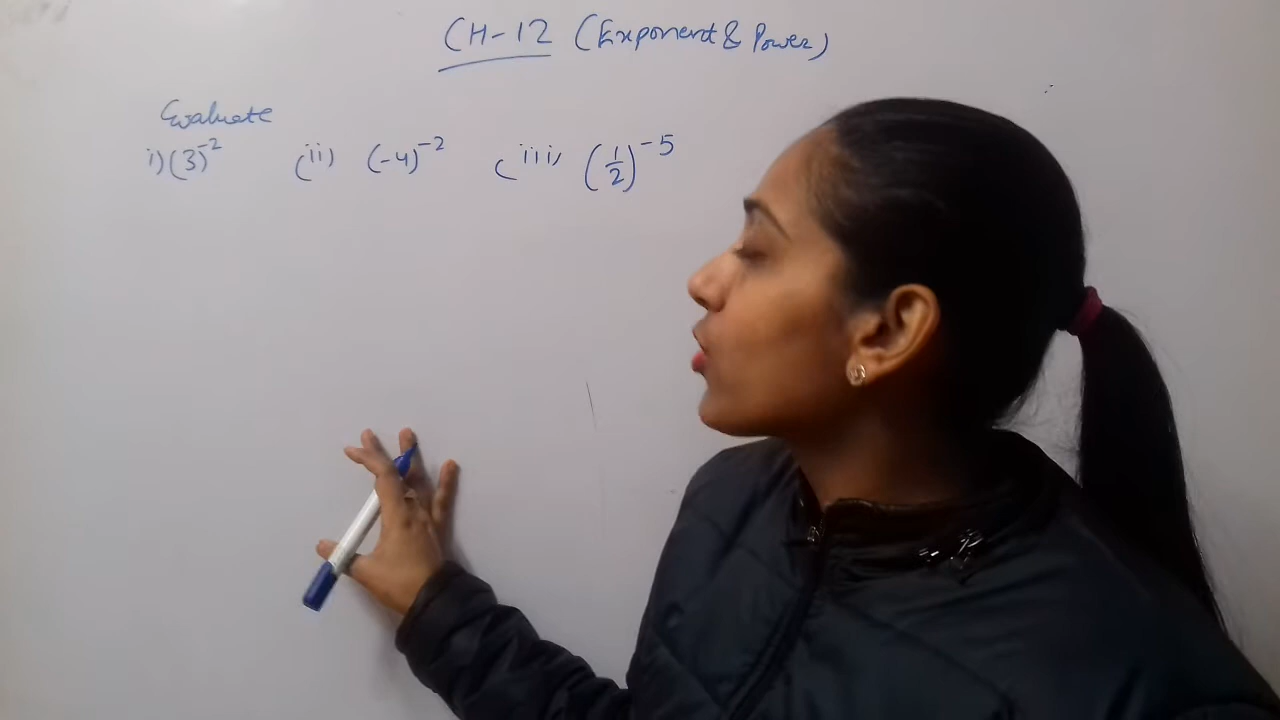 CH-12 (Exponent & Power)
Evaluate
i) (3)⁻² (ii) (-4)⁻² (iii) (1/2)⁻⁵